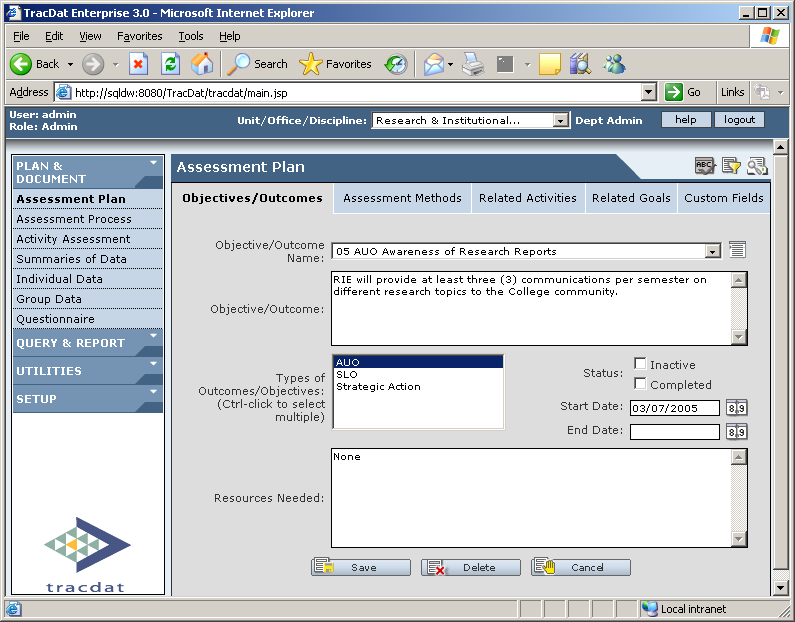 TracDat Enterprise 3.0 - Microsoft Internet Explorer
File Edit View Favorites Tools Help
Back Search Favorites
Address http://sqldw:8080/TracDat/tracdat/main.jsp Go Links
User: admin
Role: Admin
Unit/Office/Discipline: Research & Institutional... Dept Admin help logout
PLAN &
DOCUMENT
Assessment Plan
Assessment Process
Activity Assessment
Summaries of Data
Individual Data
Group Data
Questionnaire
QUERY & REPORT
UTILITIES
SETUP
tracdat
Assessment Plan
ABC
Objectives/Outcomes Assessment Methods Related Activities Related Goals Custom Fields
Objective/Outcome
Name:
05 AUO Awareness of Research Reports
Objective/Outcome:
RIE will provide at least three (3) communications per semester on
different research topics to the College community.
Types of
Outcomes/Objectives:
(Ctrl-click to select
multiple)
AUO
SLO
Strategic Action
Status: Inactive
Completed
Start Date: 03/07/2005 8,9
End Date: 8,9
Resources Needed:
None
Save Delete Cancel
Local intranet